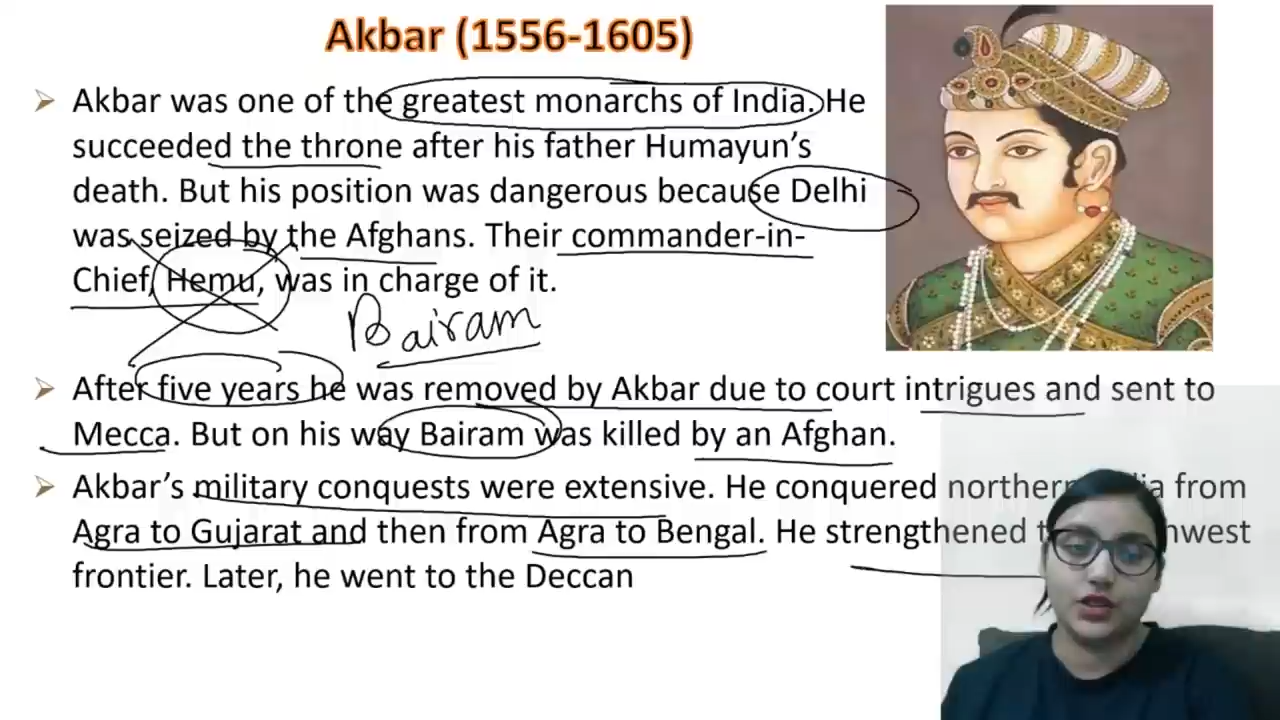 Akbar (1556-1605)
➤ Akbar was one of the greatest monarchs of India. He
succeeded the throne after his father Humayun's
death. But his position was dangerous because Delhi
was seized by the Afghans. Their commander-in-
Chief, Hemu, was in charge of it.
Bairam
➤ After five years he was removed by Akbar due to court intrigues and sent to
Mecca. But on his way Bairam was killed by an Afghan.
➤ Akbar's military conquests were extensive. He conquered northern from
Agra to Gujarat and then from Agra to Bengal. He strengthened
frontier. Later, he went to the Deccan